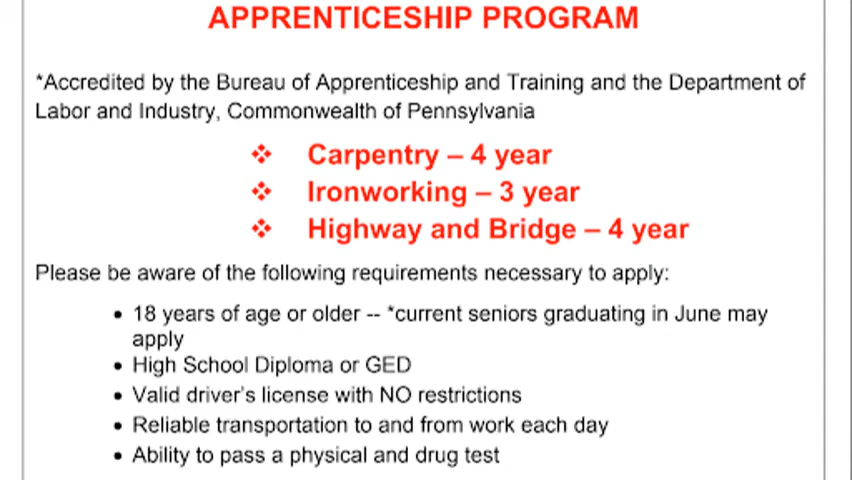 APPRENTICESHIP PROGRAM
*Accredited by the Bureau of Apprenticeship and Training and the Department of
Labor and Industry, Commonwealth of Pennsylvania
❖ Carpentry – 4 year
❖ Ironworking – 3 year
❖ Highway and Bridge – 4 year
Please be aware of the following requirements necessary to apply:
• 18 years of age or older -- *current seniors graduating in June may
apply
• High School Diploma or GED
• Valid driver’s license with NO restrictions
• Reliable transportation to and from work each day
• Ability to pass a physical and drug test